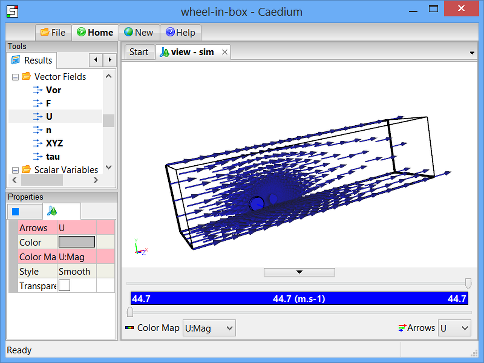 wheel-in-box - Caedium
File Home New Help
Tools
Results
Vector Fields
Vor
F
U
n
XYZ
tau
Scalar Variables
Properties
Arrows U
Color
Color Ma U:Mag
Style Smooth
Transpare
Start view - sim
44.7 44.7 (m.s-1) 44.7
Color Map U:Mag Arrows U
Ready